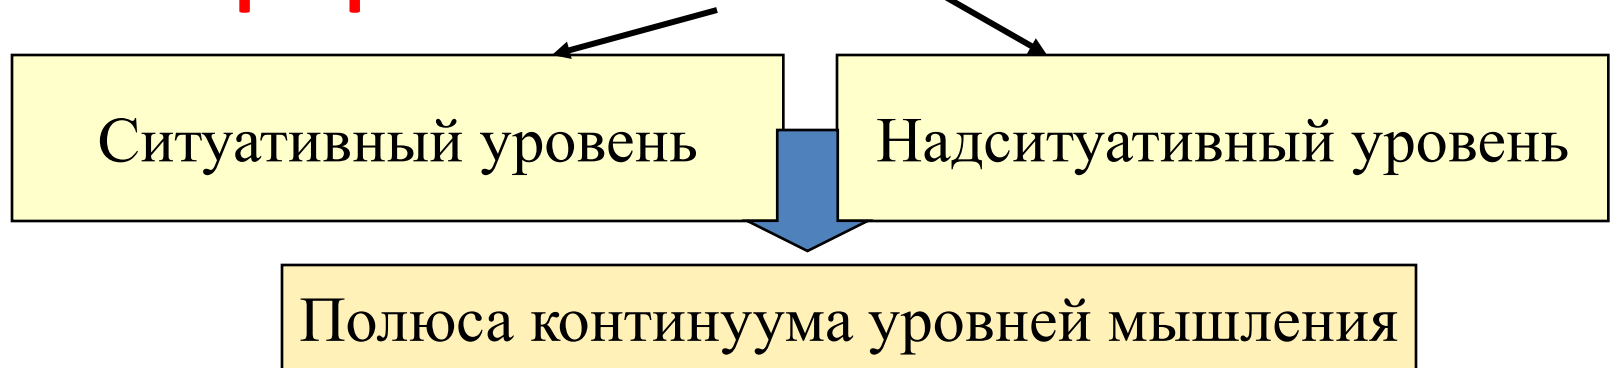 Ситуативный уровень
Надситуативный уровень
Полюса континуума уровней мышления